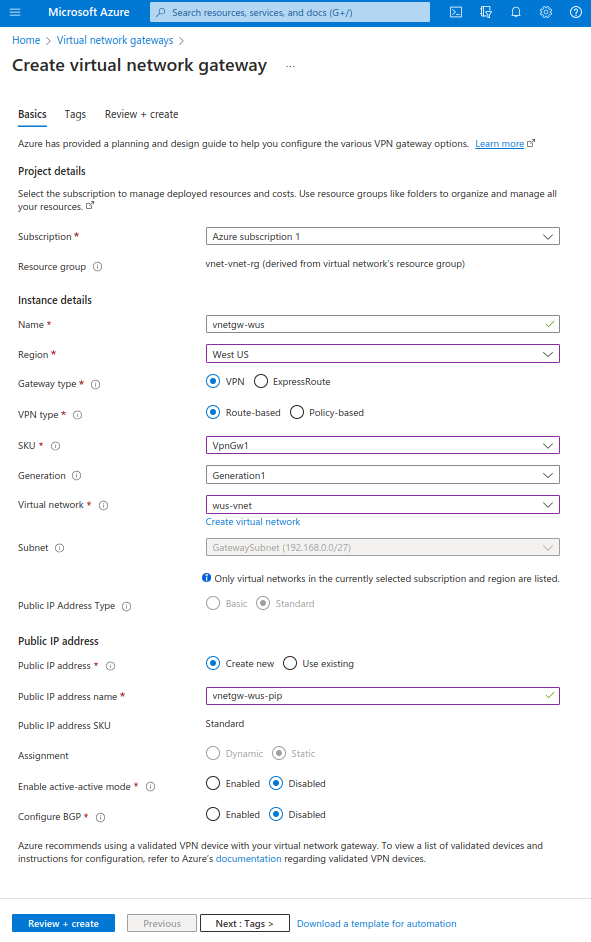 Microsoft Azure
Search resources, services, and docs (G+/)
Home > Virtual network gateways >
Create virtual network gateway ...
Basics Tags Review + create
Azure has provided a planning and design guide to help you configure the various VPN gateway options. Learn more
Project details
Select the subscription to manage deployed resources and costs. Use resource groups like folders to organize and manage all
your resources.
Subscription * Azure subscription 1
Resource group vnet-vnet-rg (derived from virtual network's resource group)
Instance details
Name * vnetgw-wus
Region * West US
Gateway type * VPN ExpressRoute
VPN type * Route-based Policy-based
SKU * VpnGw1
Generation Generation1
Virtual network * wus-vnet
Create virtual network
Subnet GatewaySubnet (192.168.0.0/27)
Only virtual networks in the currently selected subscription and region are listed.
Public IP Address Type Basic Standard
Public IP address
Public IP address * Create new Use existing
Public IP address name * vnetgw-wus-pip
Public IP address SKU Standard
Assignment Dynamic Static
Enable active-active mode * Enabled Disabled
Configure BGP * Enabled Disabled
Azure recommends using a validated VPN device with your virtual network gateway. To view a list of validated devices and
instructions for configuration, refer to Azure's documentation regarding validated VPN devices.
Review + create Previous Next : Tags > Download a template for automation